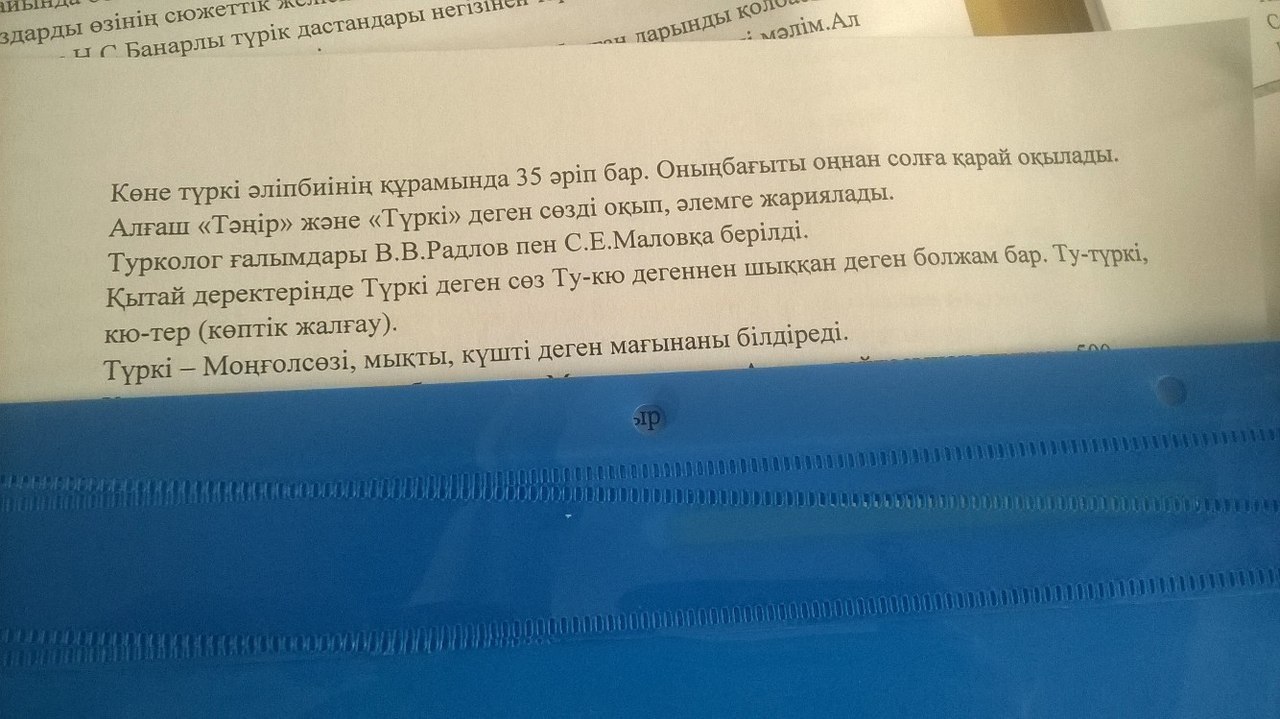 өзінің сюжеттік
Н.С.Банарлы түрік дастандары негізінен
дарынды
мәлім.Ал
Көне түркі әліпбиінің құрамында 35 әріп бар. Оныңбағыты оңнан солға қарай оқылады.
Алғаш «Тәңір» және «Түркі» деген сөзді оқып, әлемге жариялады.
Турколог ғалымдары В.В.Радлов пен С.Е.Маловқа берілді.
Қытай деректерінде Түркі деген сөз Ту-кю дегеннен шыққан деген болжам бар. Ту-түркі,
кю-тер (көптік жалғау).
Түркі – Моңғолсөзі, мықты, күшті деген мағынаны білдіреді.
500
ыр